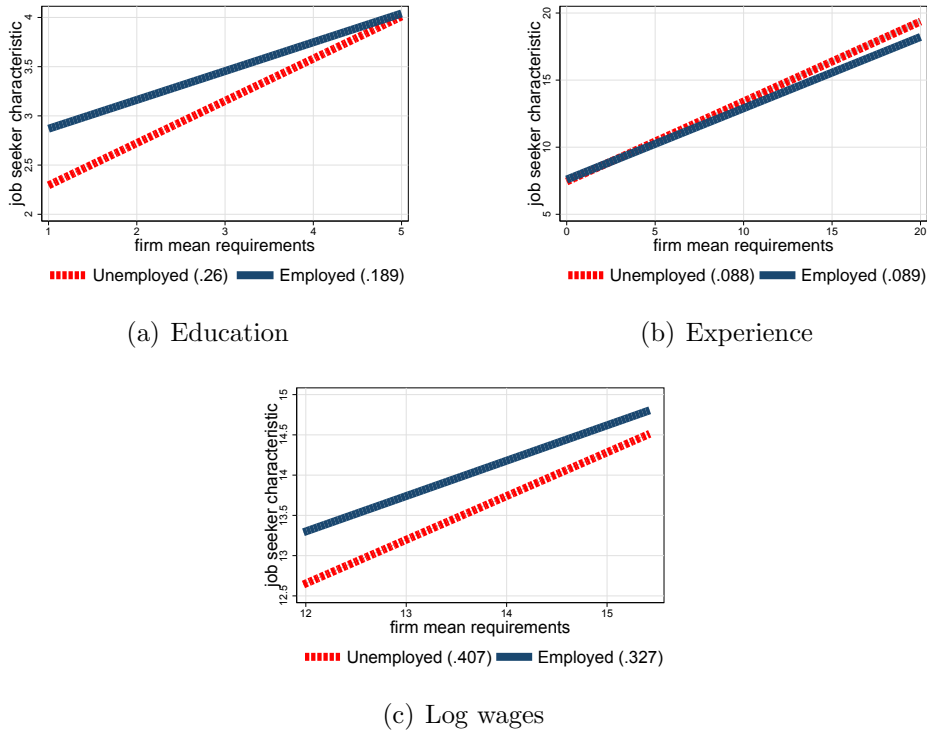 job seeker characteristic
4
3.5
3
2.5
2
1 2 3 4 5
firm mean requirements
Unemployed (.26) Employed (.189)
(a) Education
job seeker characteristic
20
15
10
5
0 5 10 15 20
firm mean requirements
Unemployed (.088) Employed (.089)
(b) Experience
job seeker characteristic
15
14.5
14
13.5
13
12.5
12 13 14 15
firm mean requirements
Unemployed (.407) Employed (.327)
(c) Log wages